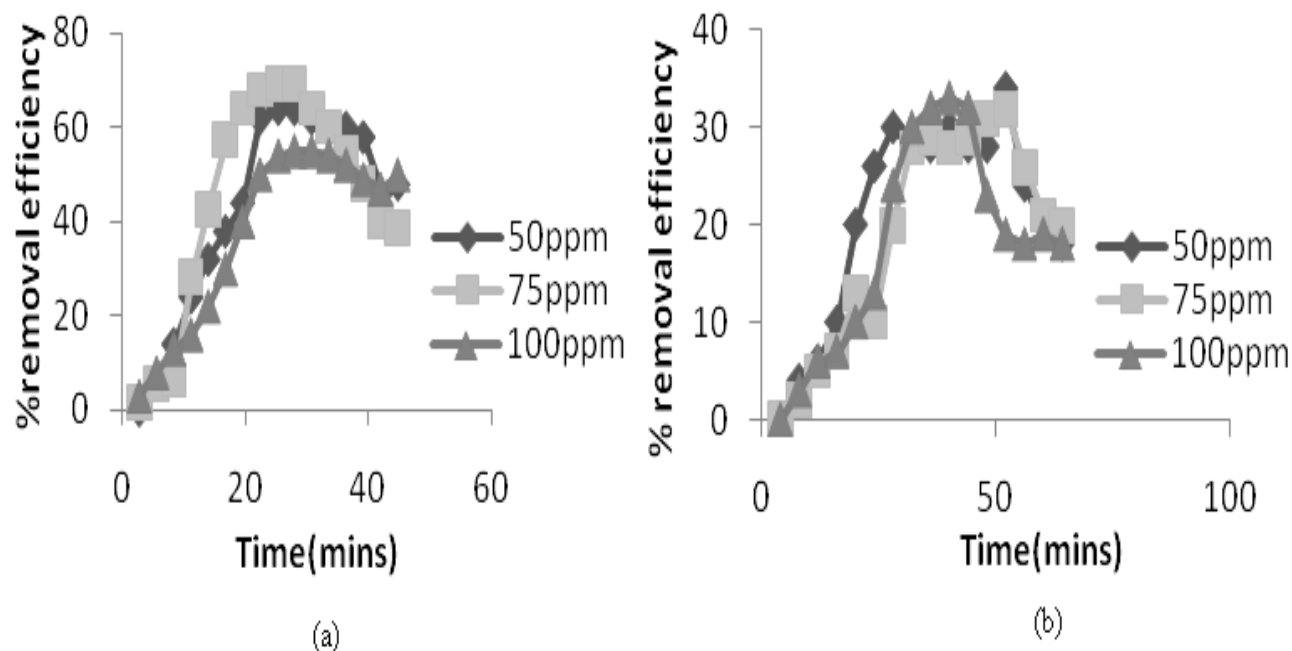 %removal efficiency
80
60
40
20
0
0 20 40 60
Time(mins)
50ppm
75ppm
100ppm
(a)
% removal efficiency
40
30
20
10
0
0 50 100
Time(mins)
50ppm
75ppm
100ppm
(b)